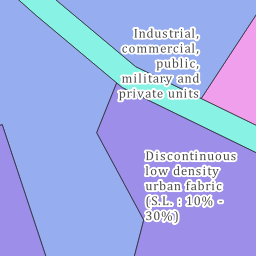 Industrial,
commercial,
public,
military and
private units
Discontinuous
low density
urban fabric
(S.L. : 10% -
30%)